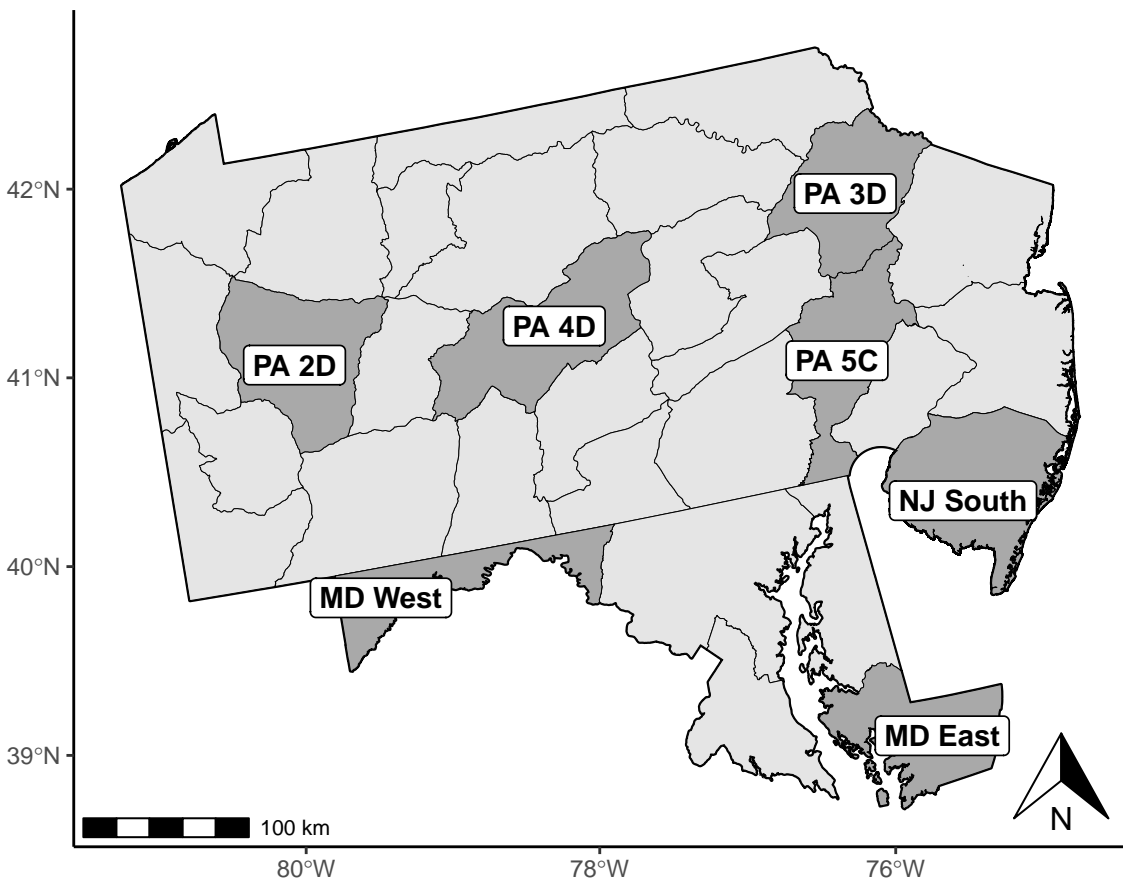 42°N
PA 3D
PA 4D
PA 2D
PA 5C
41°N
NJ South
40°N
MD West
39°N
MD East
100 km
N
80°W
78°W
76°W